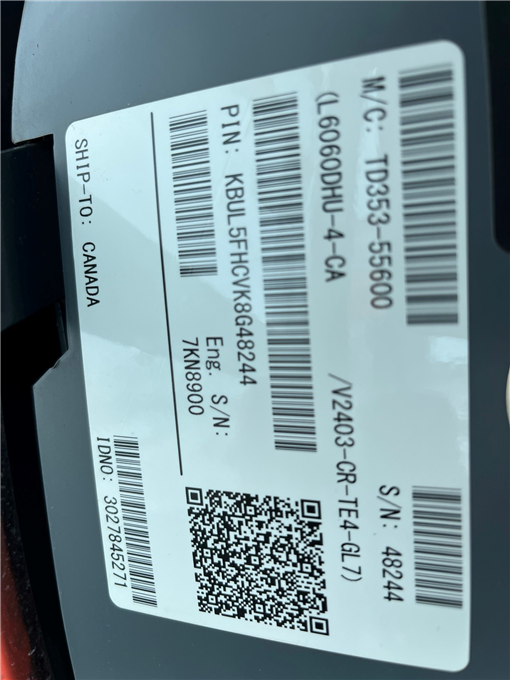 M/C: TD353-55600
S/N: 48244
(L6060DHU-4-CA /V2403-CR-TE4-GL7)
PIN: KBUL5FHCVK8G48244
Eng. S/N:
7KN8900
IDNO: 3027845271
SHIP-TO: CANADA